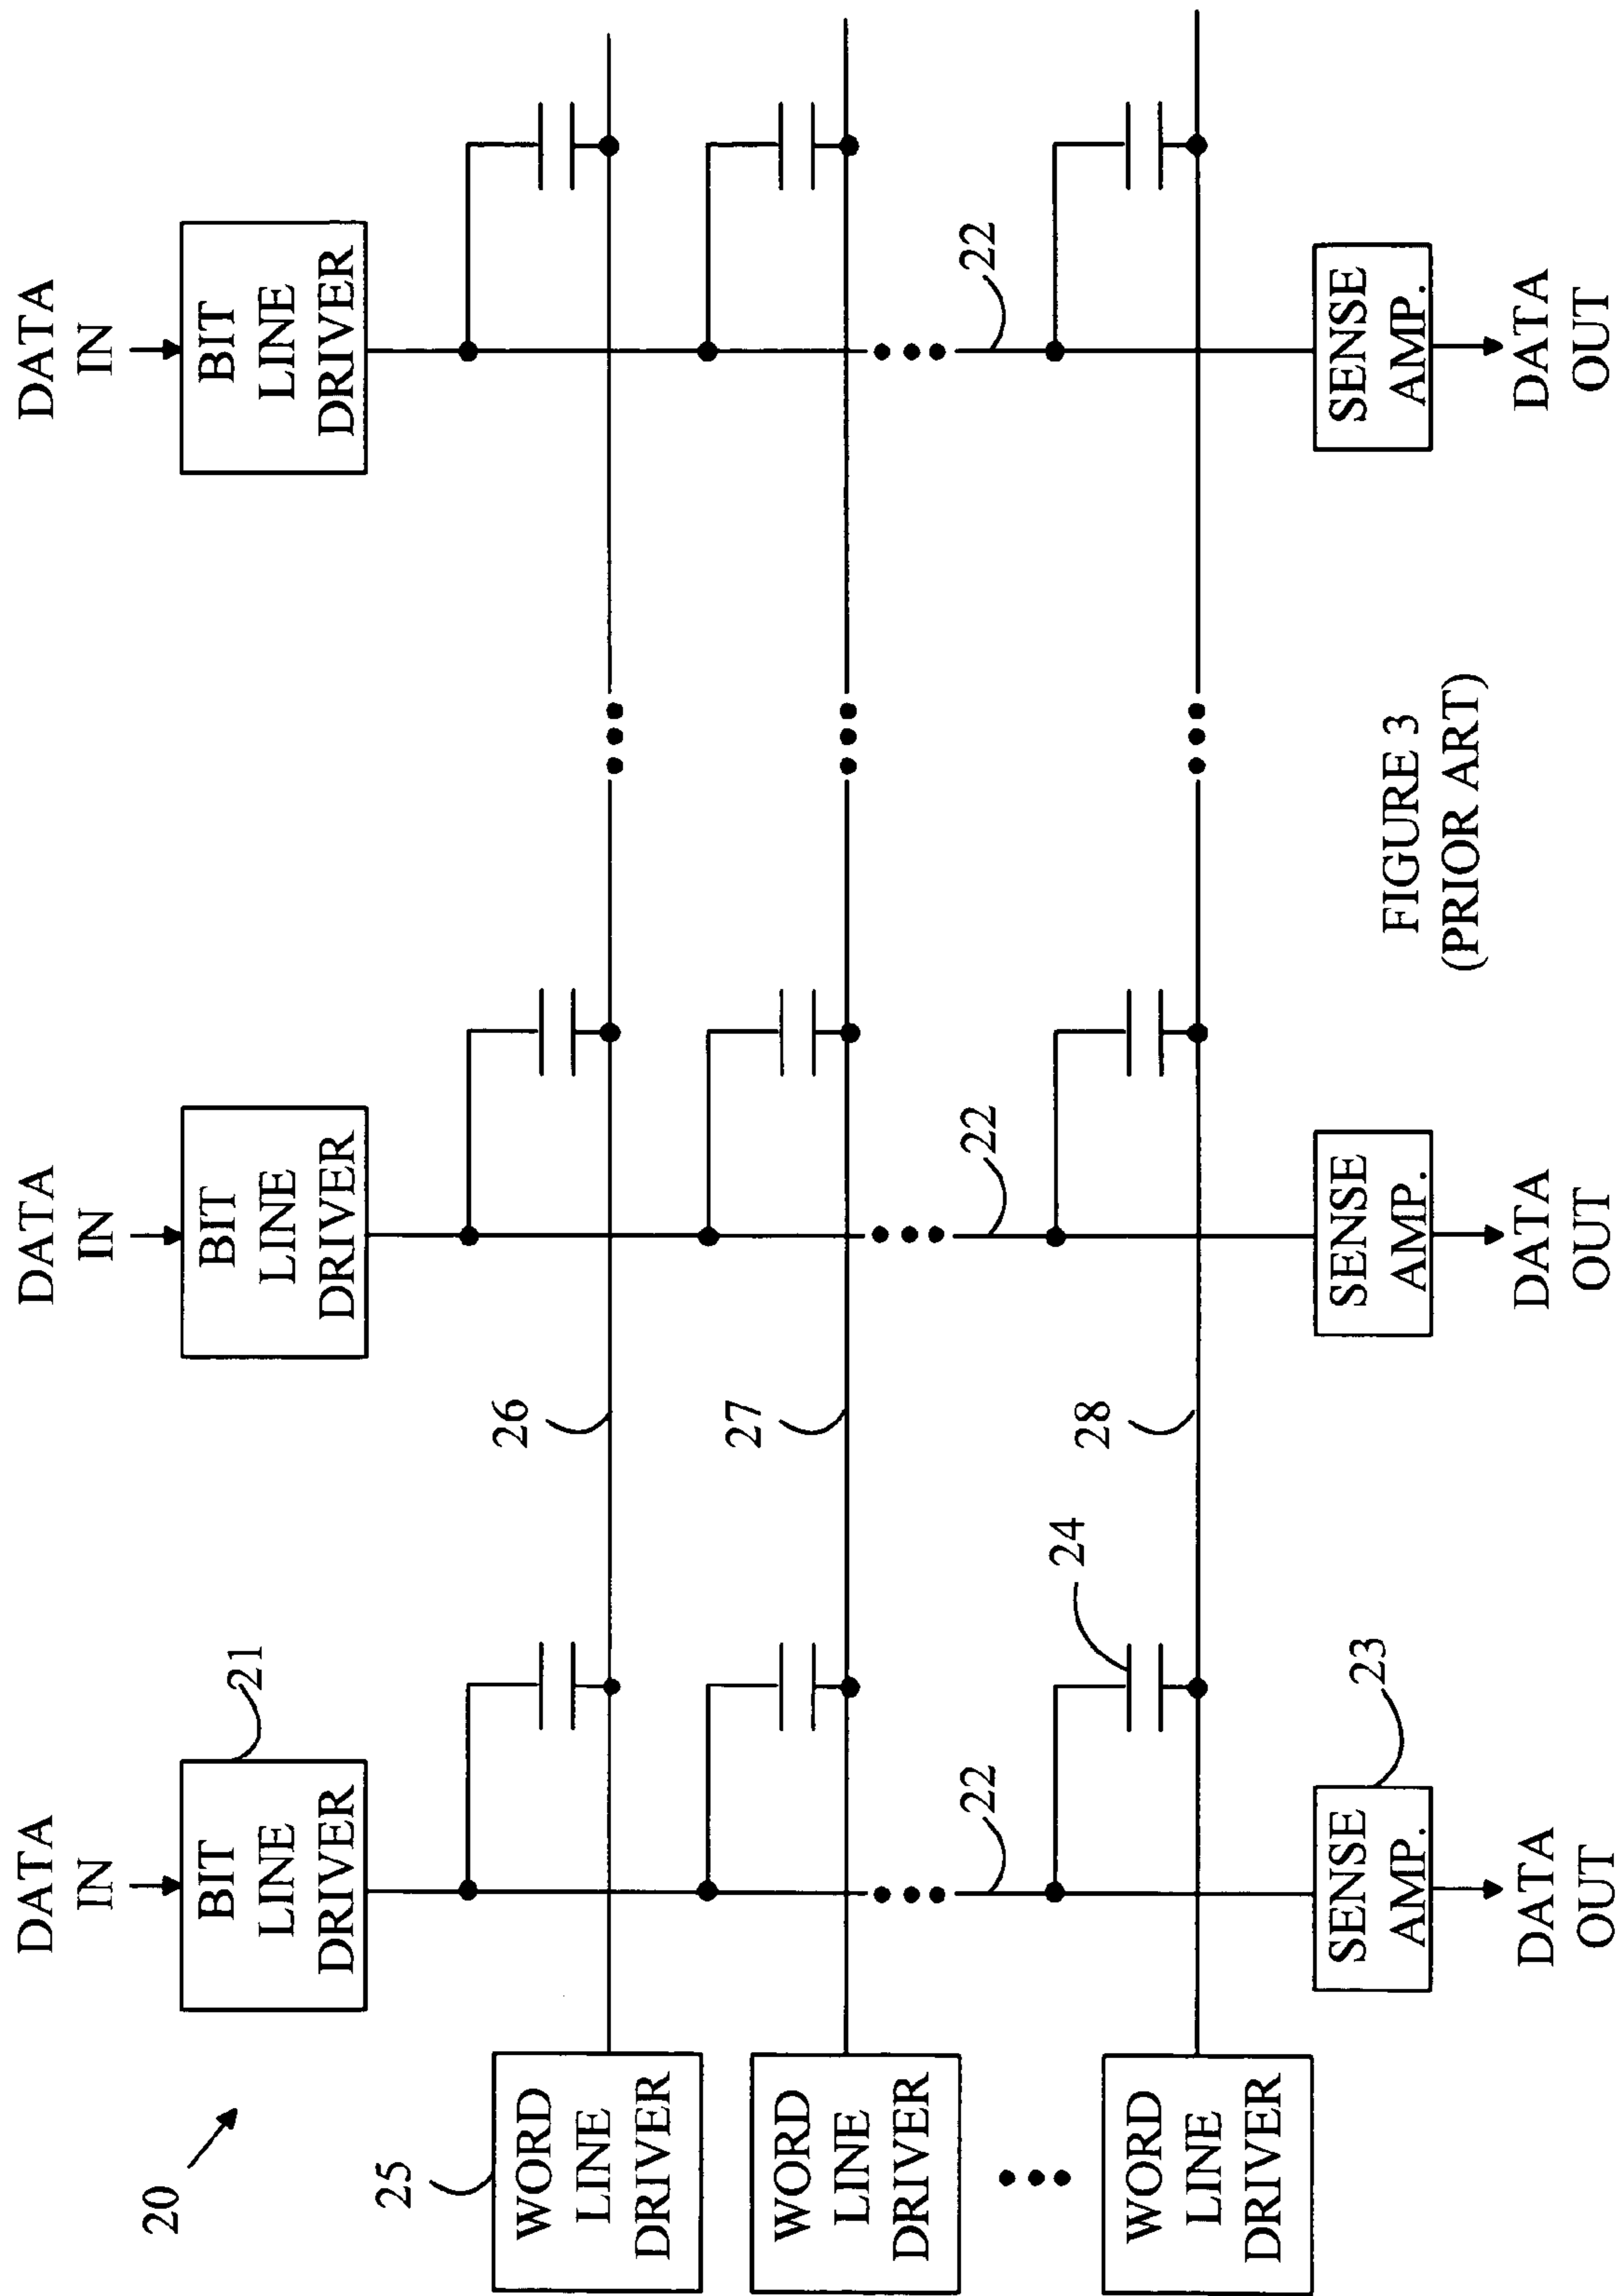 DATA
IN
DATA
IN
DATA
IN
20
21
BIT
LINE
DRIVER
BIT
LINE
DRIVER
BIT
LINE
DRIVER
25
WORD
LINE
DRIVER
26
WORD
LINE
DRIVER
27
22
22
22
WORD
LINE
DRIVER
24
28
23
SENSE
AMP.
SENSE
AMP.
SENSE
AMP.
DATA
OUT
DATA
OUT
DATA
OUT
FIGURE 3
(PRIOR ART)